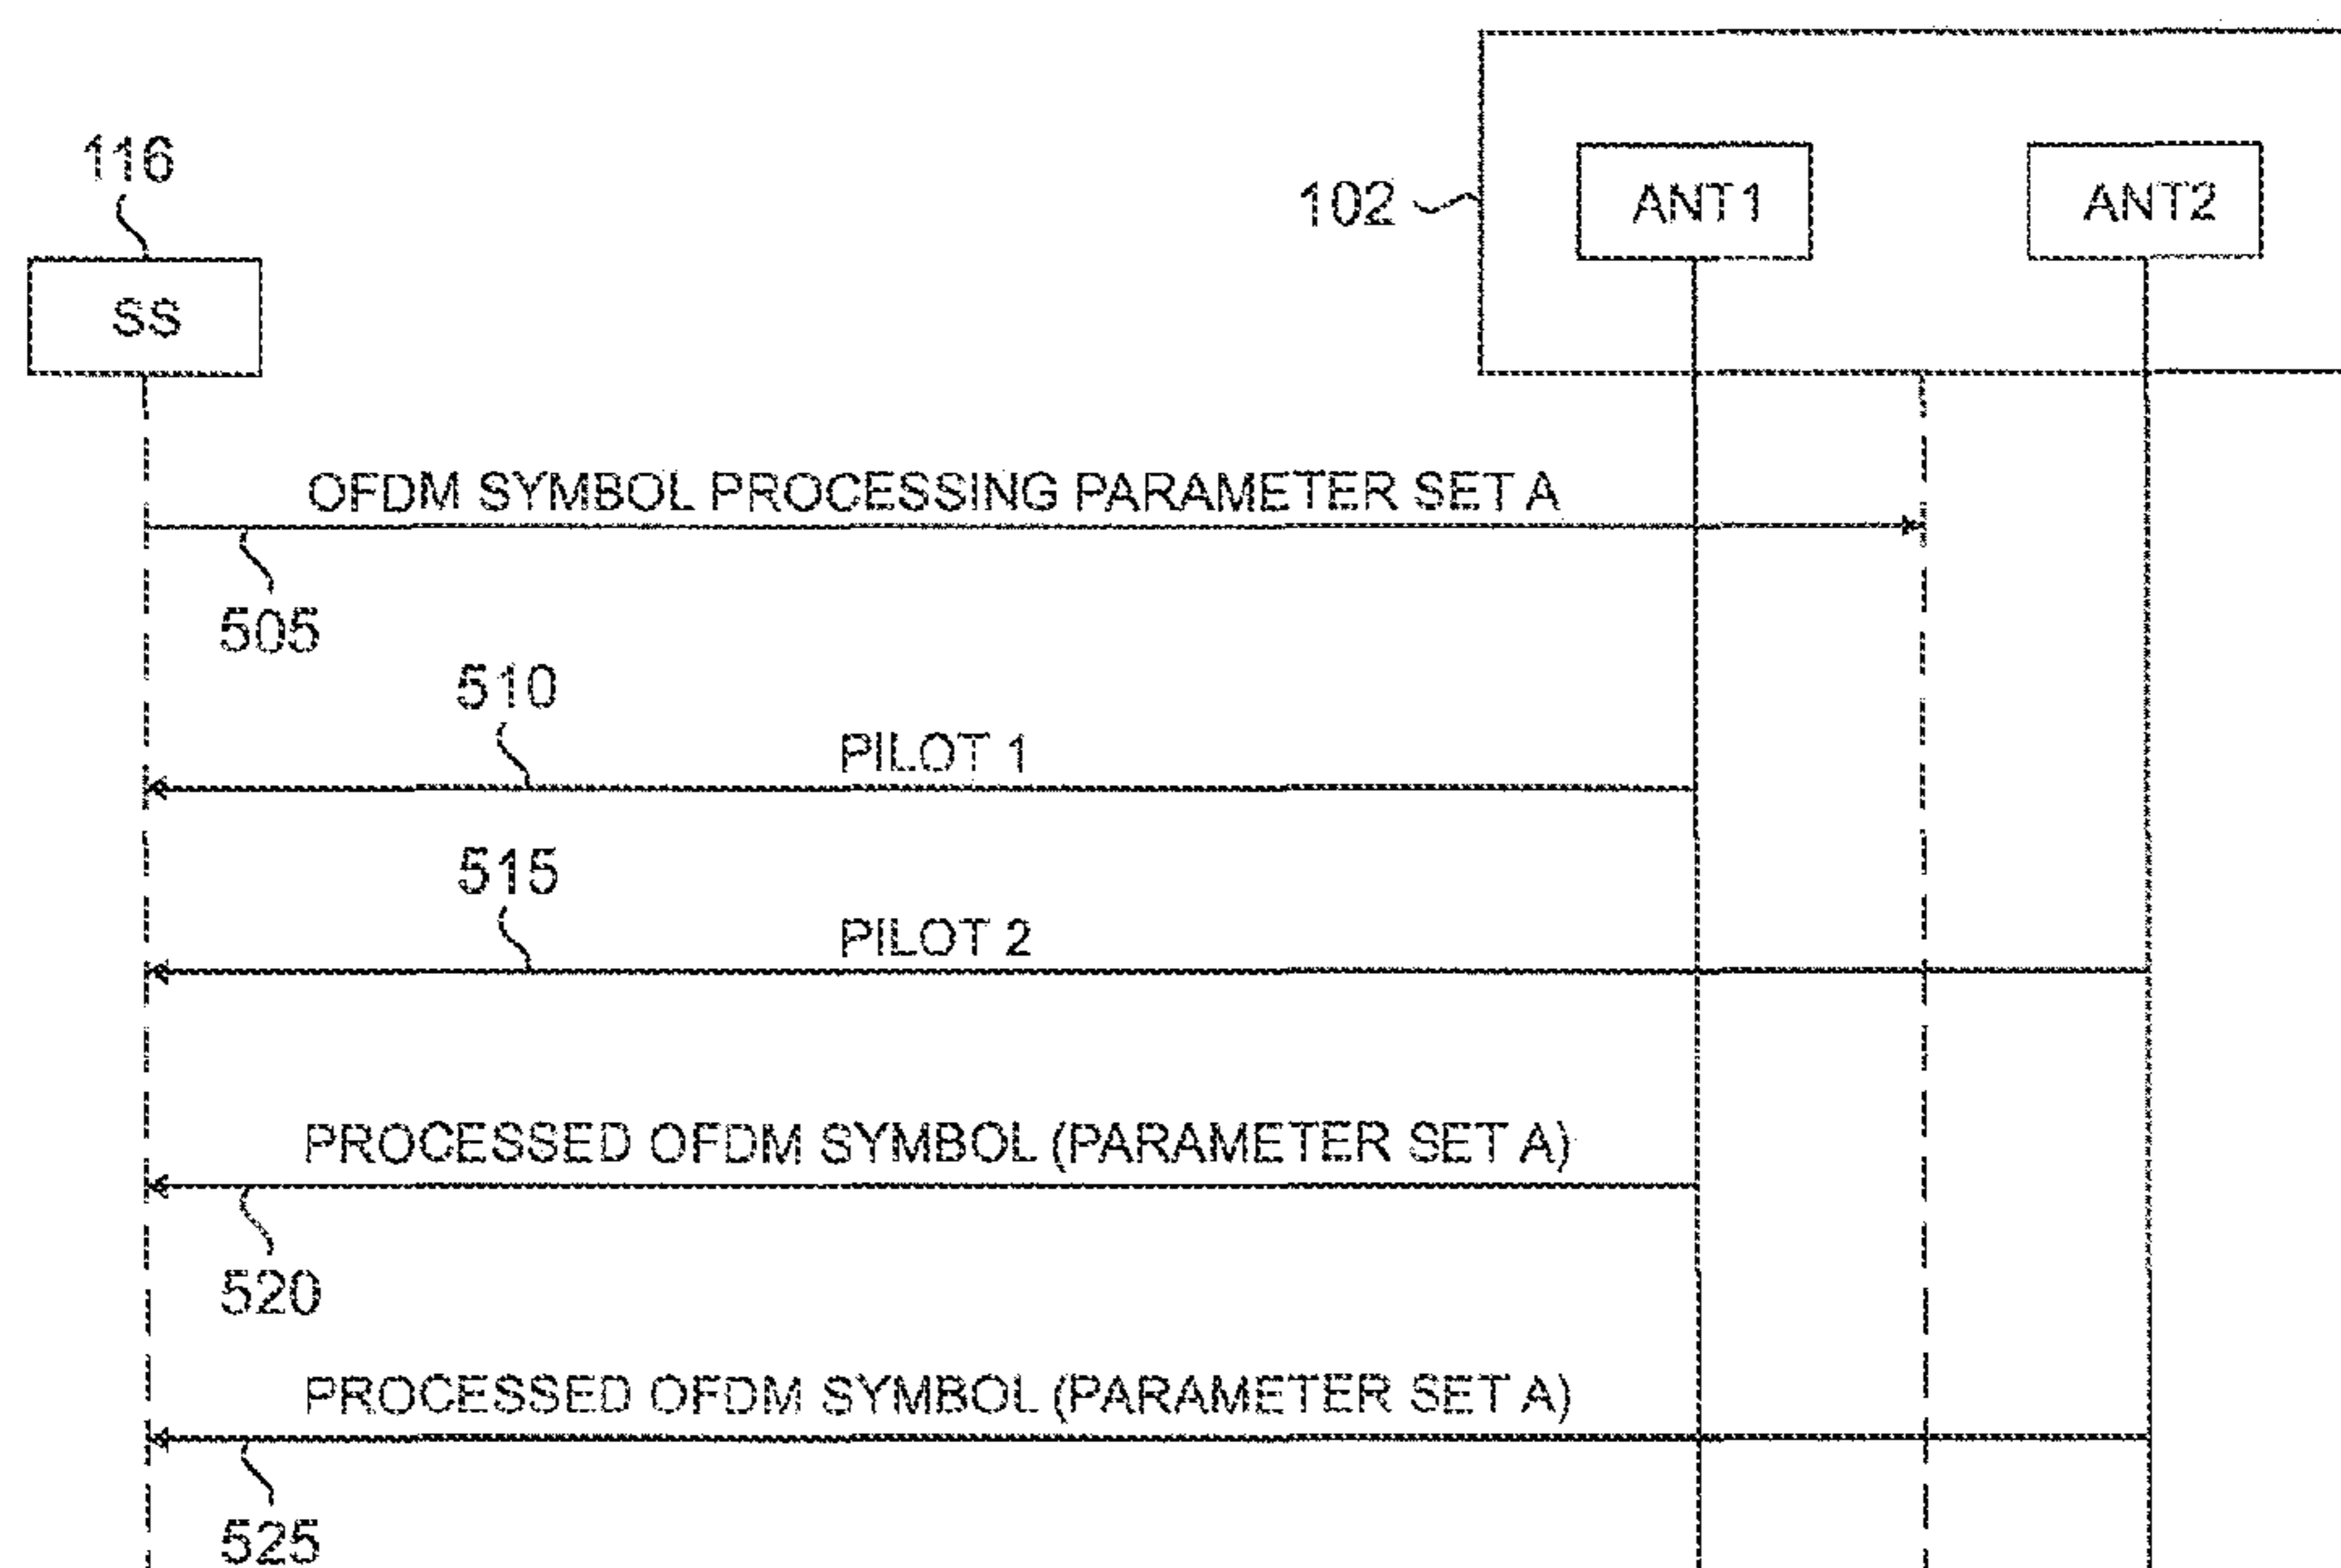 116
102
ANT1
ANT2
SS
OFDM SYMBOL PROCESSING PARAMETER SET A
505
510
PILOT 1
515
PILOT 2
PROCESSED OFDM SYMBOL (PARAMETER SET A)
520
PROCESSED OFDM SYMBOL (PARAMETER SET A)
525